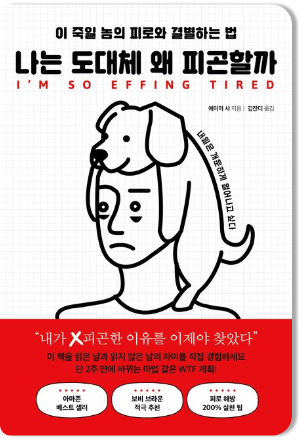 이 죽일 놈의 피로와 결별하는 법
나는 도대체 왜 피곤할까
I'M SO EFFING TIRED
에이미 샤 지음 | 김잔디 옮김
내일은 개운하게 일어나고 싶다
“내가 X피곤한 이유를 이제야 찾았다”
이 책을 읽은 날과 읽지 않은 날의 차이를 직접 경험하세요
단 2주 만에 바뀌는 마법 같은 WTF 계획!
아마존
베스트 셀러
보비 브라운
적극 추천
피로 해방
200% 실천 팁